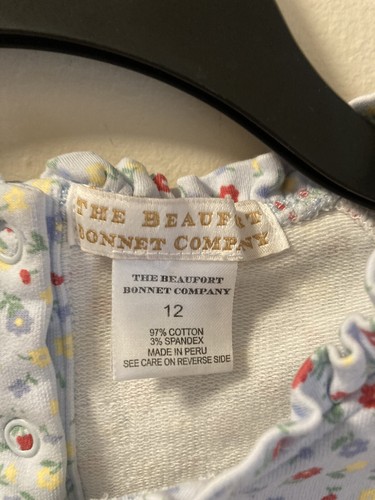 THE BEAUFORT
BONNET COMPANY
THE BEAUFORT
BONNET COMPANY
12
97% COTTON
3% SPANDEX
MADE IN PERU
SEE CARE ON REVERSE SIDE